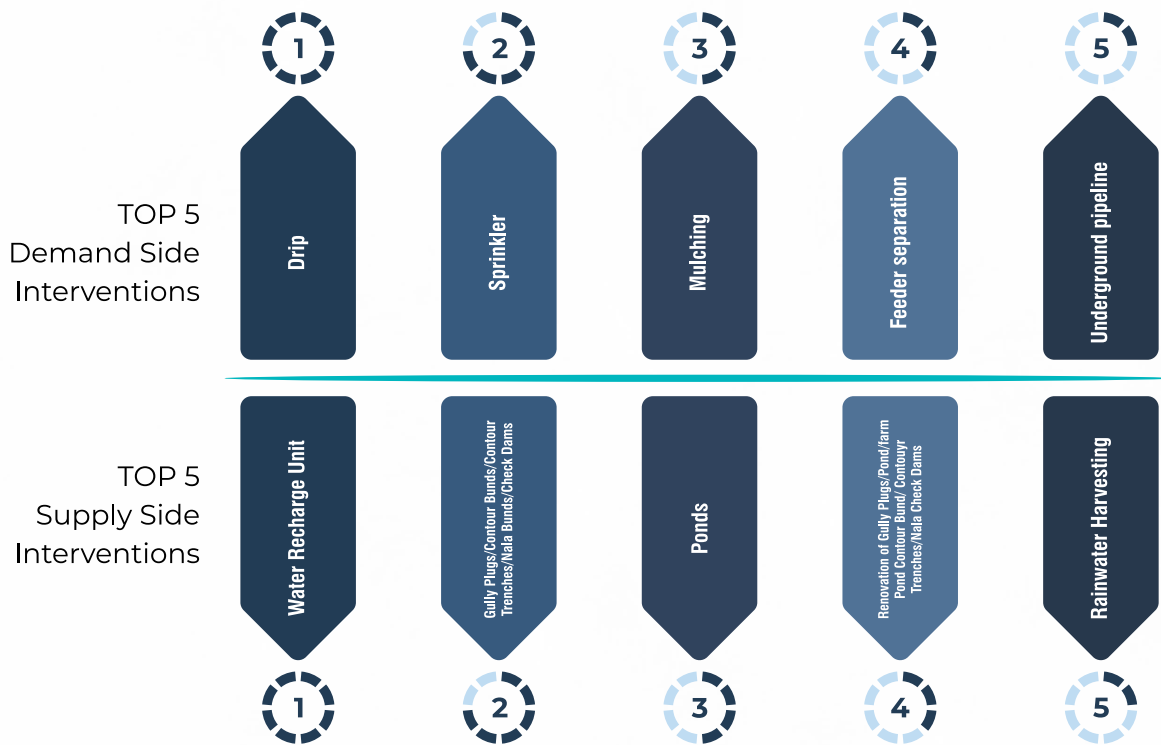 1
2
3
4
5
TOP 5
Demand Side
Interventions
Drip
Sprinkler
Mulching
Feeder separation
Underground pipeline
TOP 5
Supply Side
Interventions
Water Recharge Unit
Gully Plugs/Contour Bunds/Contour
Trenches/Nala Bunds/Check Dams
Ponds
Renovation of Gully Plugs/Pond/farm
Pond Contour Bund/ Contouyr
Trenches/Nala Check Dams
Rainwater Harvesting
1
2
3
4
5